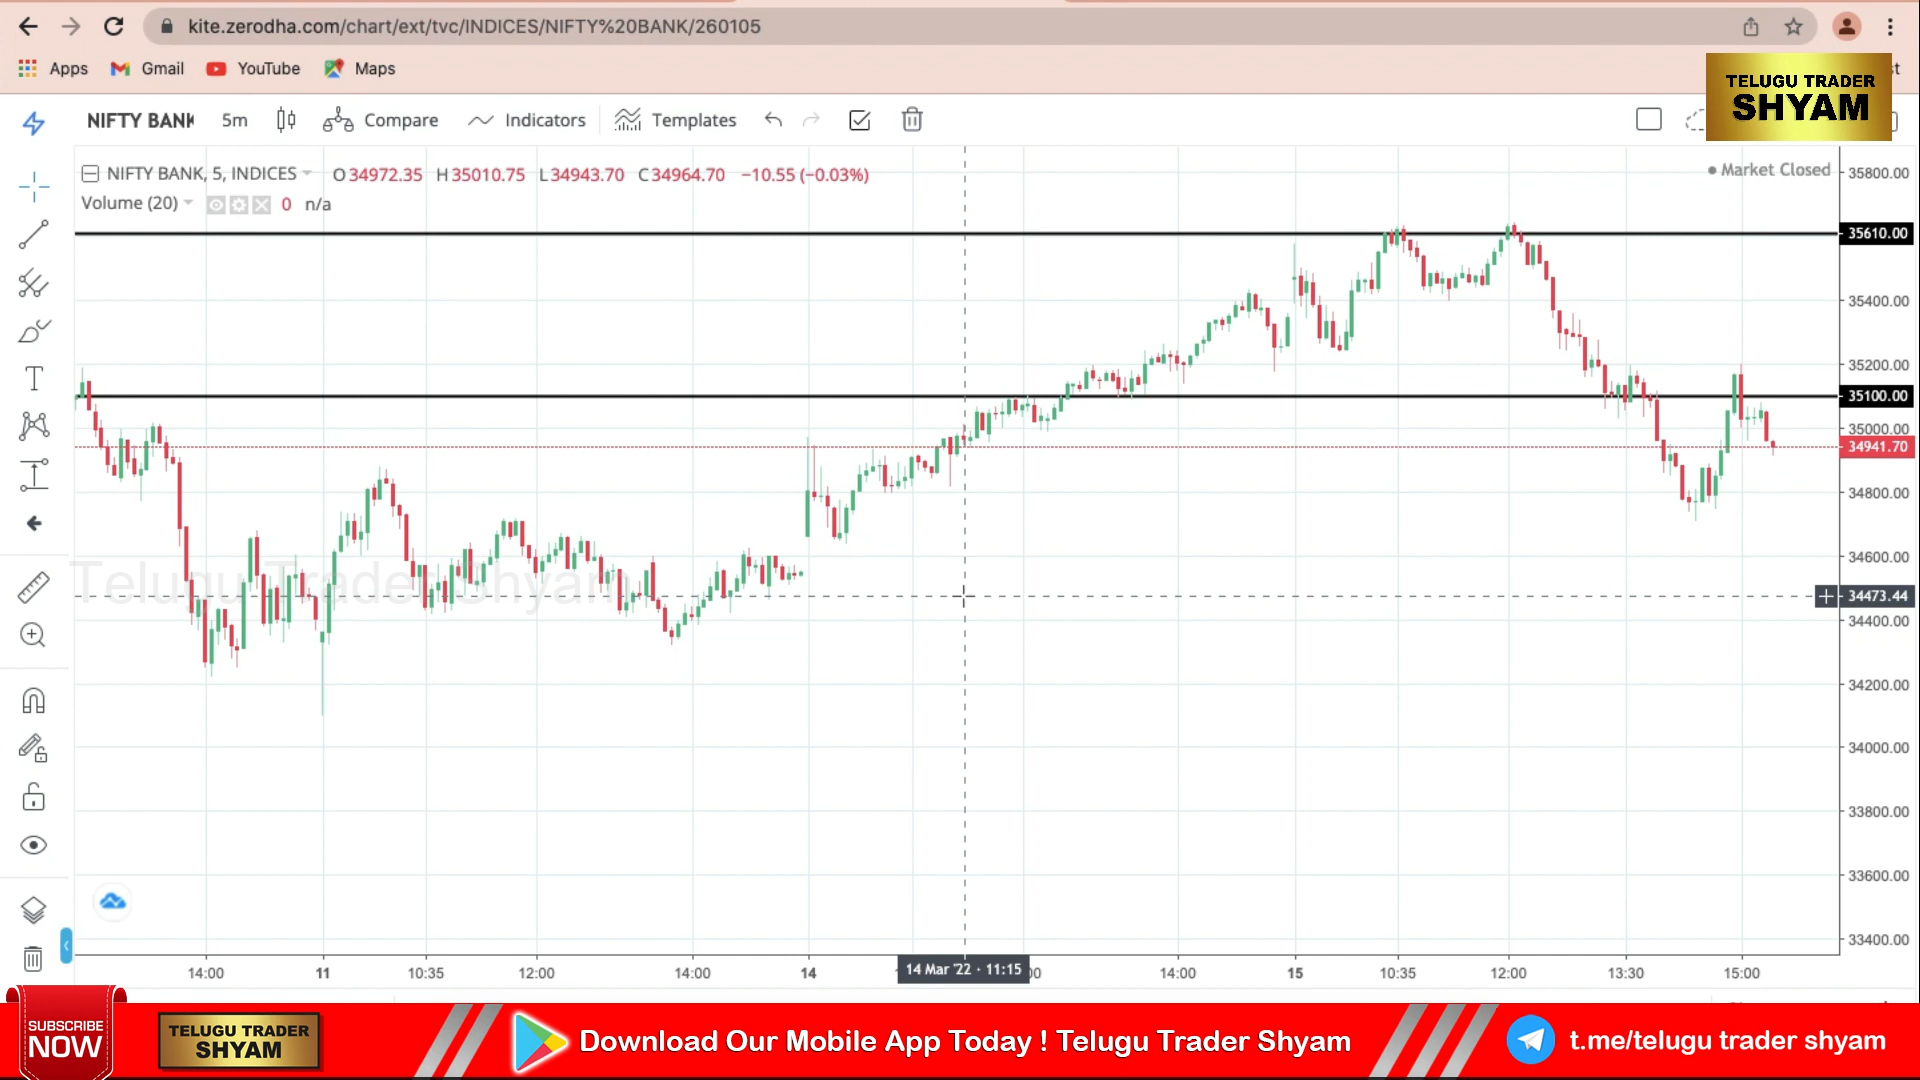 kite.zerodha.com/chart/ext/tvc/INDICES/NIFTY%20BANK/260105
Apps Gmail YouTube Maps
TELUGU TRADER
SHYAM
NIFTY BANK 5m Compare Indicators Templates
NIFTY BANK, 5, INDICES O34972.35 H35010.75 L34943.70 C34964.70 −10.55 (−0.03%)
Market Closed
Volume (20) 0 n/a
35800.00
35610.00
35400.00
35200.00
35100.00
35000.00
34941.70
34800.00
34600.00
Telugu Trader Shyam
34473.44
34400.00
34200.00
34000.00
33800.00
33600.00
33400.00
14:00 11 10:35 12:00 14:00 14 14 Mar '22 · 11:15 14:00 15 10:35 12:00 13:30 15:00
SUBSCRIBE
NOW
TELUGU TRADER
SHYAM
Download Our Mobile App Today ! Telugu Trader Shyam
t.me/telugu trader shyam